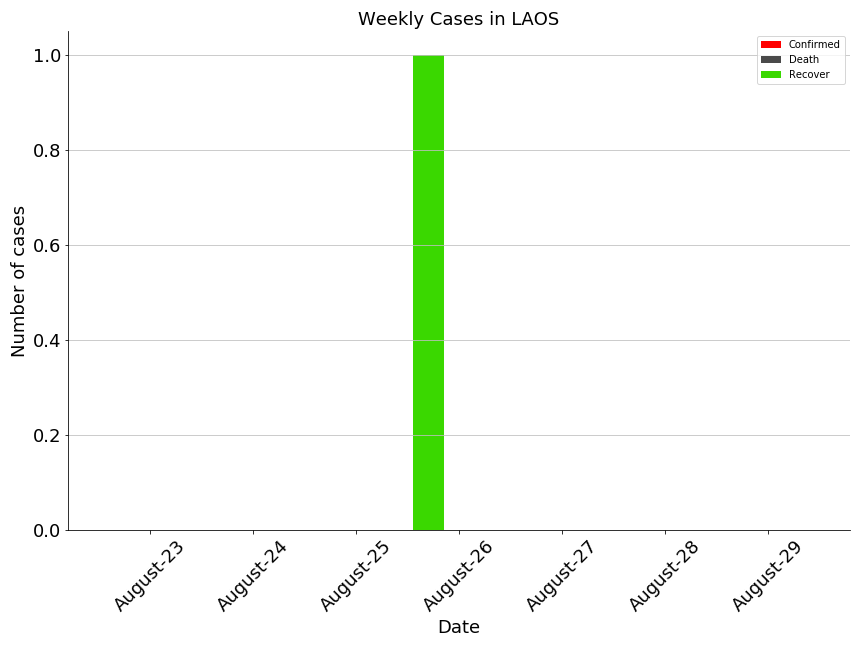 Weekly Cases in LAOS
Confirmed
Death
Recover
Number of cases
1.0
0.8
0.6
0.4
0.2
0.0
August-23
August-24
August-25
August-26
August-27
August-28
August-29
Date